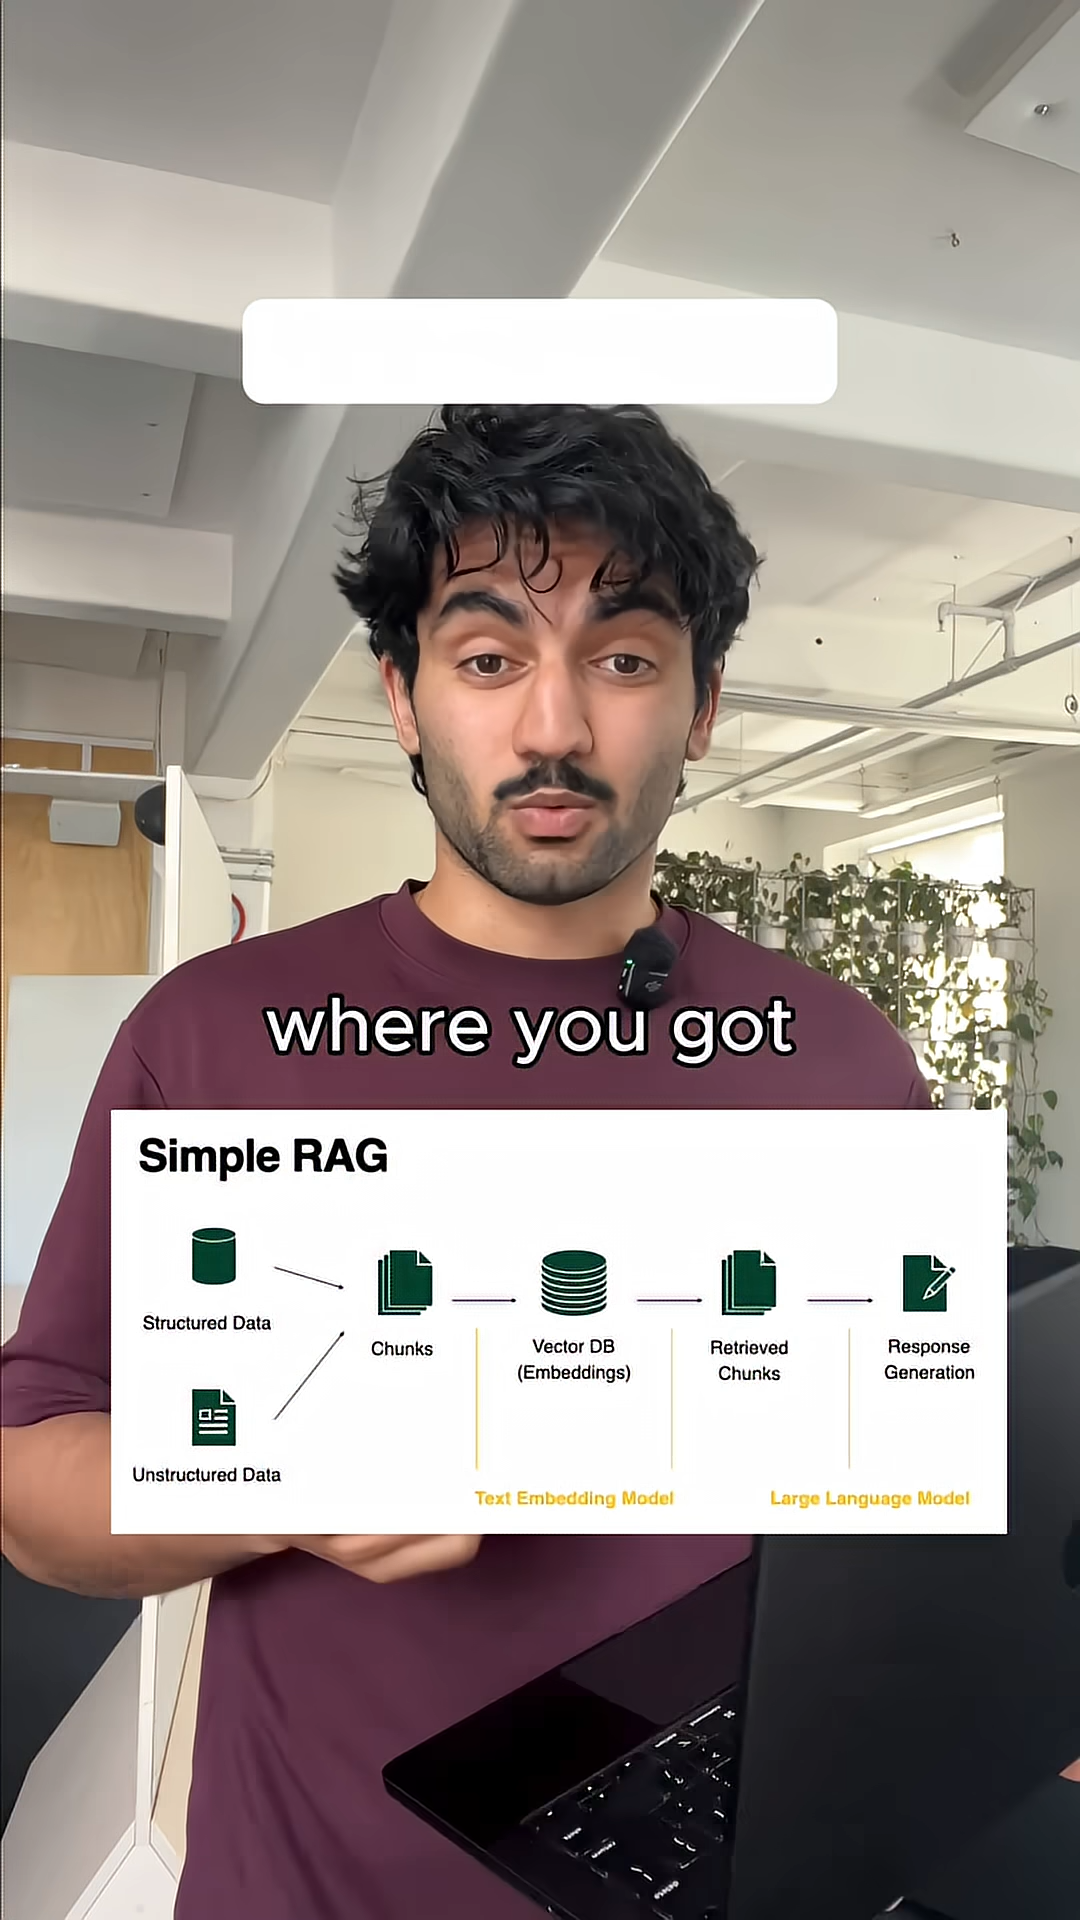 where you got
Simple RAG
Structured Data
Unstructured Data
Chunks
Vector DB
(Embeddings)
Retrieved
Chunks
Response
Generation
Text Embedding Model
Large Language Model